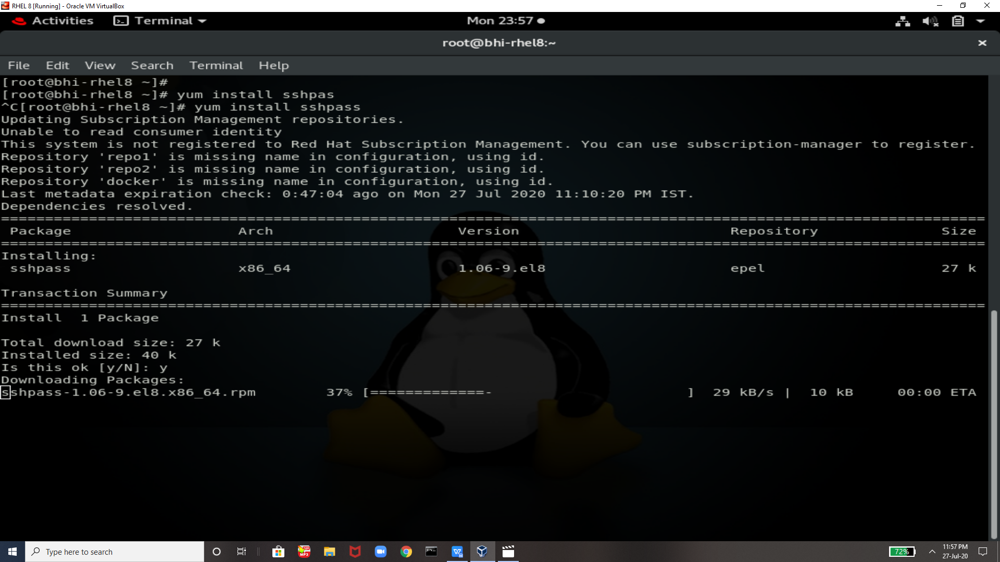 RHEL 8 [Running] - Oracle VM VirtualBox
Activities Terminal Mon 23:57
root@bhi-rhel8:~
File Edit View Search Terminal Help
[root@bhi-rhel8 ~]#
[root@bhi-rhel8 ~]# yum install sshpas
^C[root@bhi-rhel8 ~]# yum install sshpass
Updating Subscription Management repositories.
Unable to read consumer identity
This system is not registered to Red Hat Subscription Management. You can use subscription-manager to register.
Repository 'repo1' is missing name in configuration, using id.
Repository 'repo2' is missing name in configuration, using id.
Repository 'docker' is missing name in configuration, using id.
Last metadata expiration check: 0:47:04 ago on Mon 27 Jul 2020 11:10:20 PM IST.
Dependencies resolved.
================================================================================================================
Package Arch Version Repository Size
================================================================================================================
Installing:
sshpass x86_64 1.06-9.el8 epel 27 k
Transaction Summary
================================================================================================================
Install 1 Package
Total download size: 27 k
Installed size: 40 k
Is this ok [y/N]: y
Downloading Packages:
sshpass-1.06-9.el8.x86_64.rpm 37% [=============- ] 29 kB/s | 10 kB 00:00 ETA
Type here to search
MP3
72%
11:57 PM
27-Jul-20